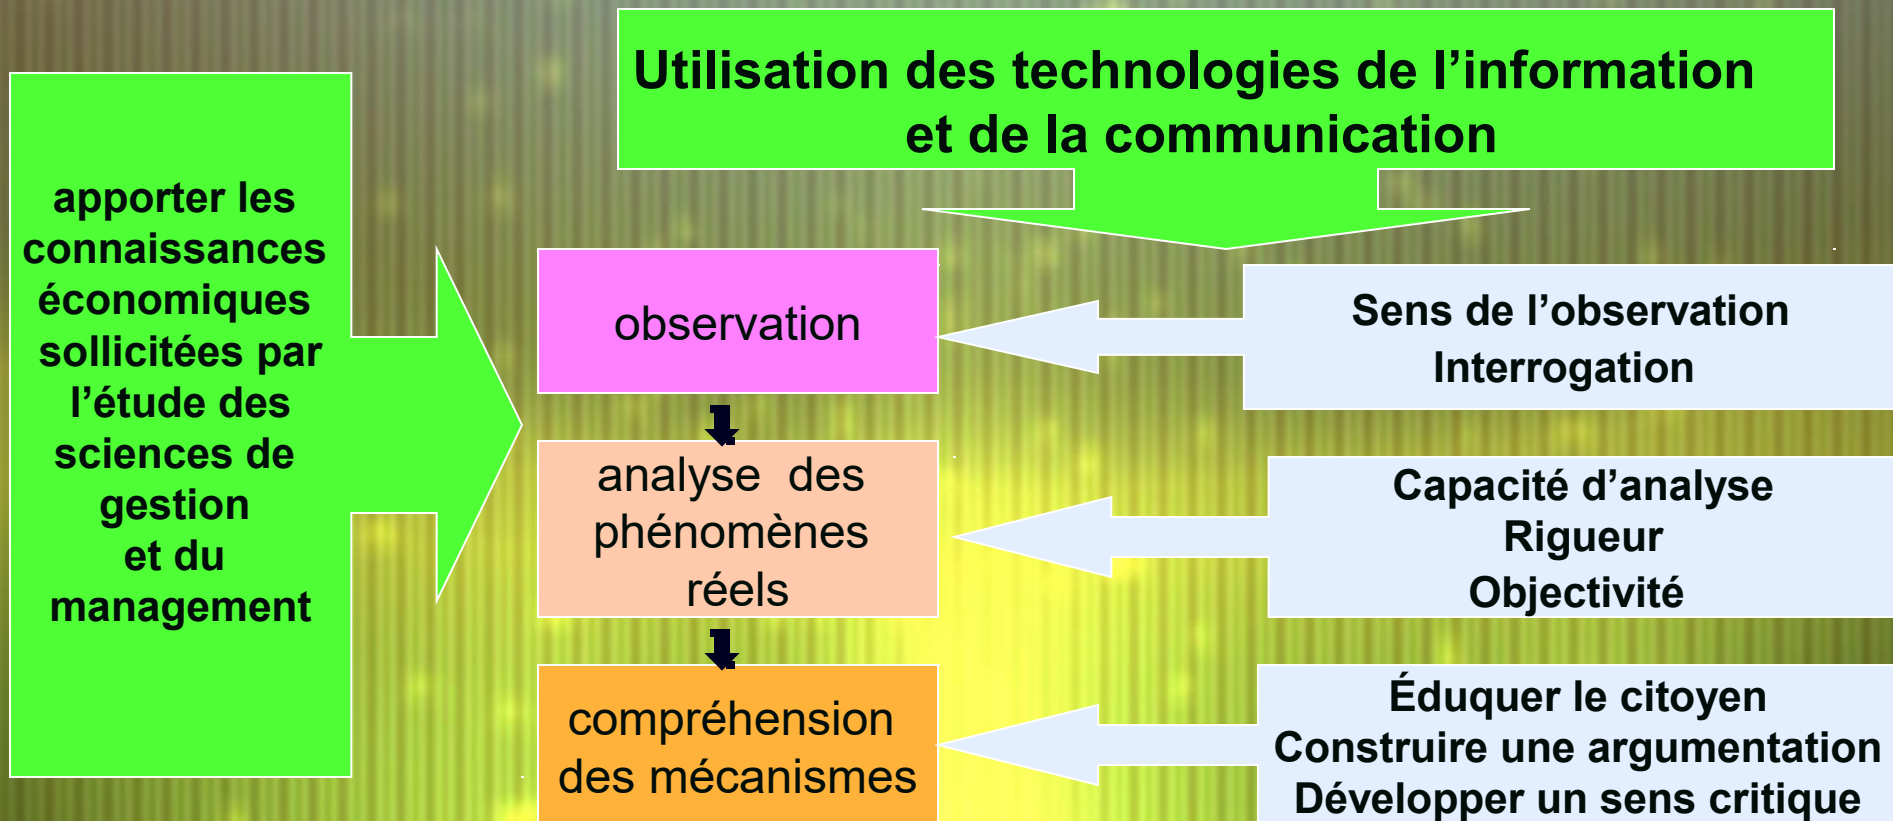 Utilisation des technologies de l’information
et de la communication
apporter les
connaissances
économiques
sollicitées par
l’étude des
sciences de
gestion
et du
management
observation
Sens de l’observation
Interrogation
analyse des
phénomènes
réels
Capacité d’analyse
Rigueur
Objectivité
compréhension
des mécanismes
Éduquer le citoyen
Construire une argumentation
Développer un sens critique